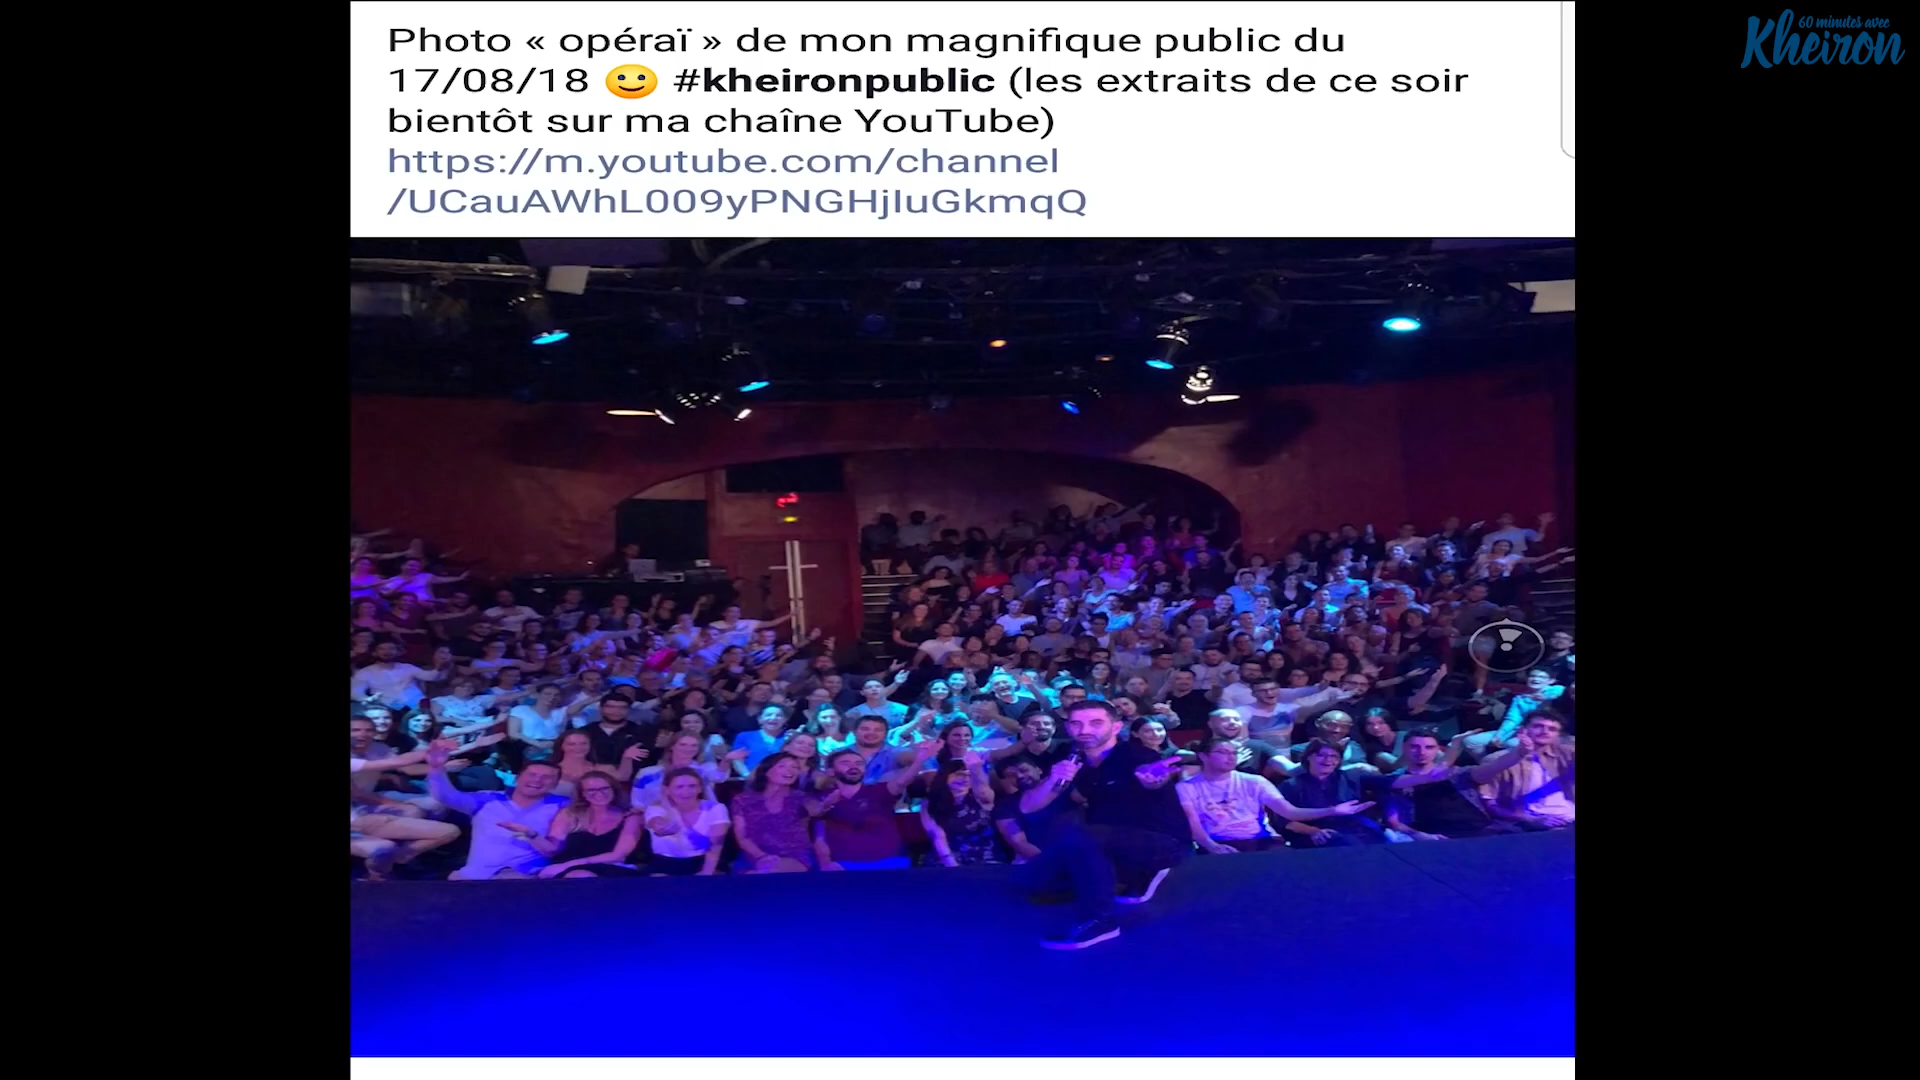 Photo « opéraï » de mon magnifique public du
17/08/18 🙂 #kheironpublic (les extraits de ce soir
bientôt sur ma chaîne YouTube)
https://m.youtube.com/channel
/UCauAWhL009yPNGHjIuGkmqQ
60 minutes avec
Kheiron